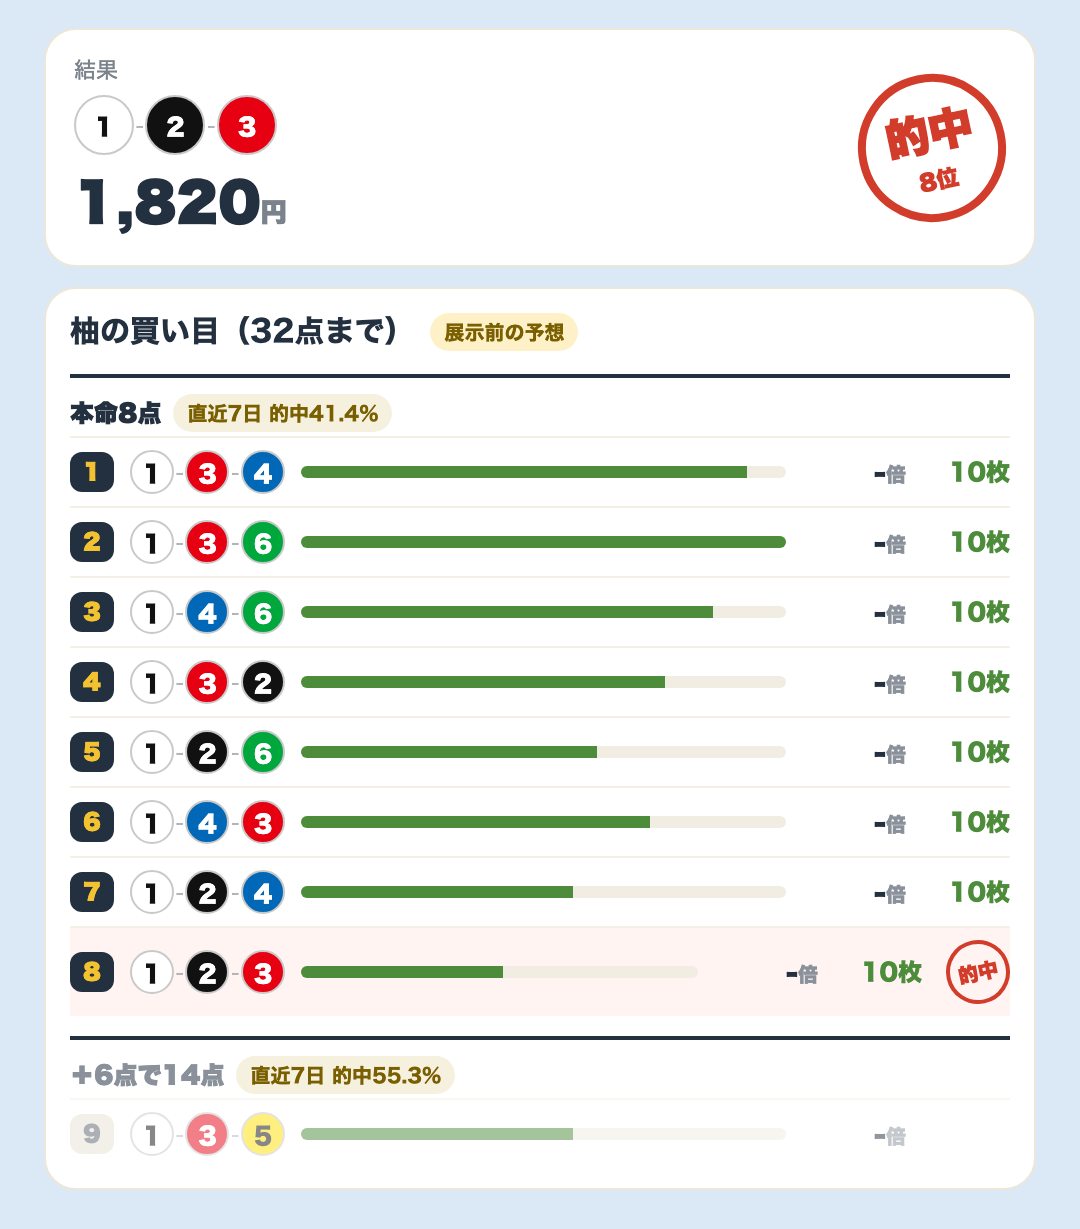 結果
1-2-3
1,820円
的中
8位
柚の買い目（32点まで） 展示前の予想
本命8点 直近7日 的中41.4%
1 1-3-4 -倍 10枚
2 1-3-6 -倍 10枚
3 1-4-6 -倍 10枚
4 1-3-2 -倍 10枚
5 1-2-6 -倍 10枚
6 1-4-3 -倍 10枚
7 1-2-4 -倍 10枚
8 1-2-3 -倍 10枚 的中
+6点で14点 直近7日 的中55.3%
9 1-3-5 -倍